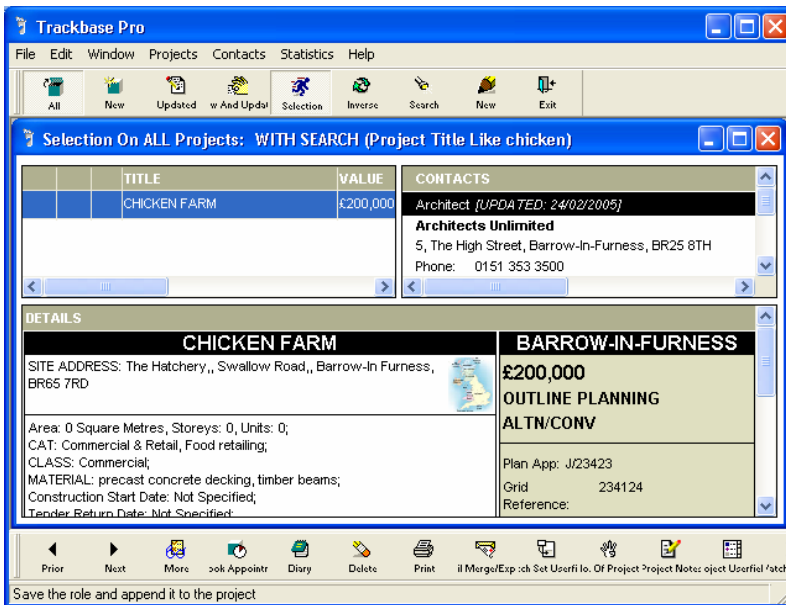 Trackbase Pro
File Edit Window Projects Contacts Statistics Help
All New Updated w And Updat Selection Inverse Search New Exit
Selection On ALL Projects: WITH SEARCH (Project Title Like chicken)
TITLE VALUE
CHICKEN FARM £200,000
CONTACTS
Architect [UPDATED: 24/02/2005]
Architects Unlimited
5, The High Street, Barrow-In-Furness, BR25 8TH
Phone: 0151 353 3500
DETAILS
CHICKEN FARM
SITE ADDRESS: The Hatchery,, Swallow Road,, Barrow-In Furness,
BR65 7RD
Area: 0 Square Metres, Storeys: 0, Units: 0;
CAT: Commercial & Retail, Food retailing;
CLASS: Commercial;
MATERIAL: precast concrete decking, timber beams;
Construction Start Date: Not Specified;
Tender Return Date: Not Specified;
BARROW-IN-FURNESS
£200,000
OUTLINE PLANNING
ALTN/CONV
Plan App: J/23423
Grid 234124
Reference:
Prior Next More ook Appointr Diary Delete Print il Merge/Exp :ch Set Userfi lo. Of Project Project Notes oject Userfiel
Save the role and append it to the project